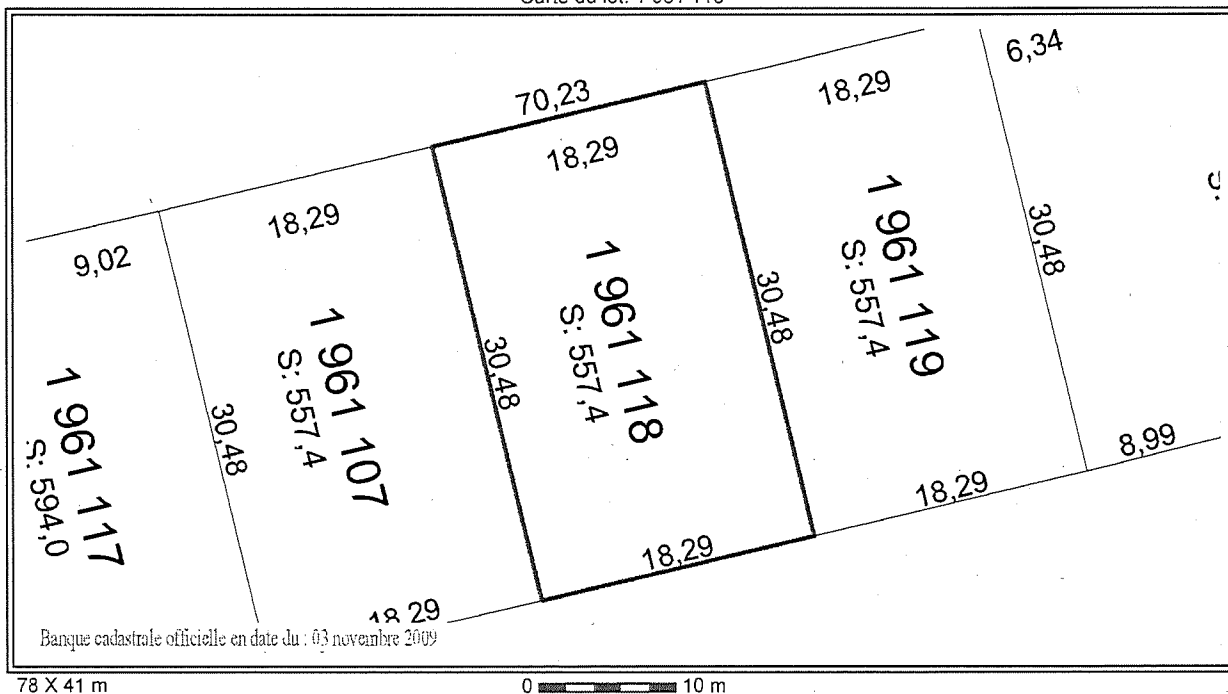 Carte du lot:
70,23
6,34
18,29
18,29
18,29
9,02
1 961 117
S: 594,0
30,48
1 961 107
S: 557,4
30,48
1 961 118
S: 557,4
30,48
1 961 119
S: 557,4
30,48
8,99
18,29
18,29
18 29
Banque cadastrale officielle en date du : 03 novembre 2009
78 X 41 m
0 10 m